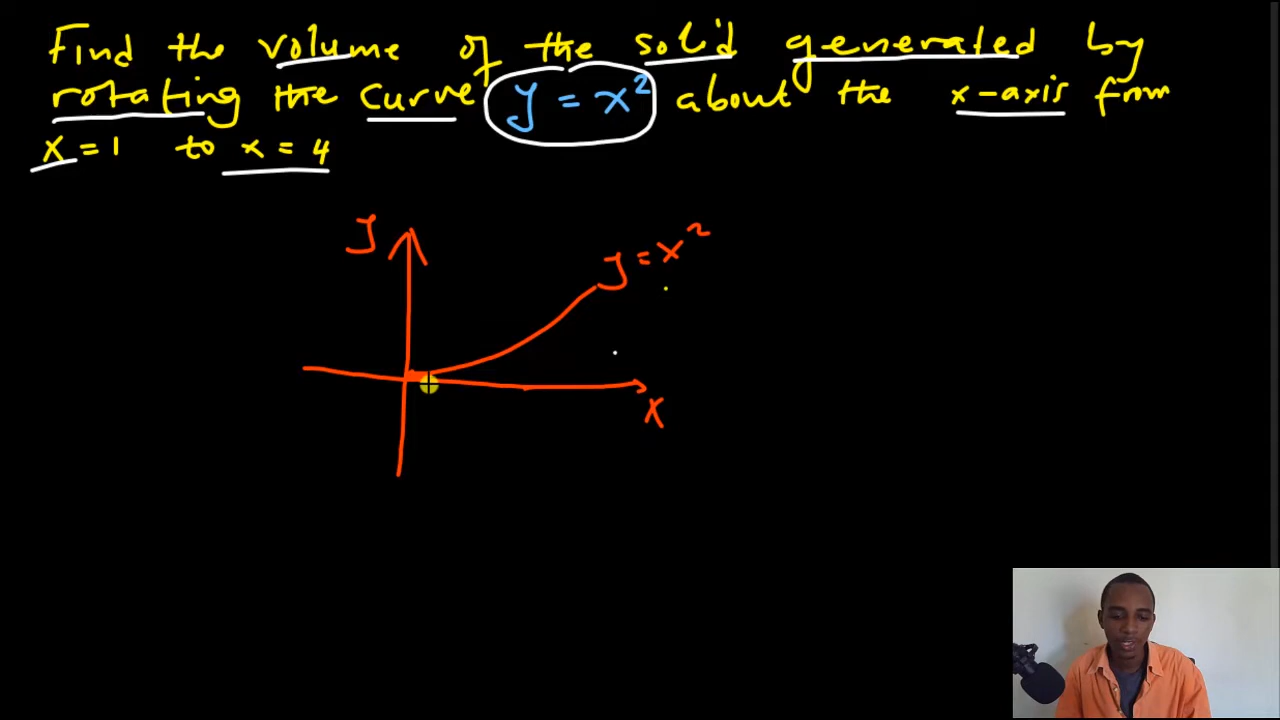 Find the volume of the solid generated by
rotating the curve y = x² about the x-axis from
x = 1 to x = 4
y
y = x²
x